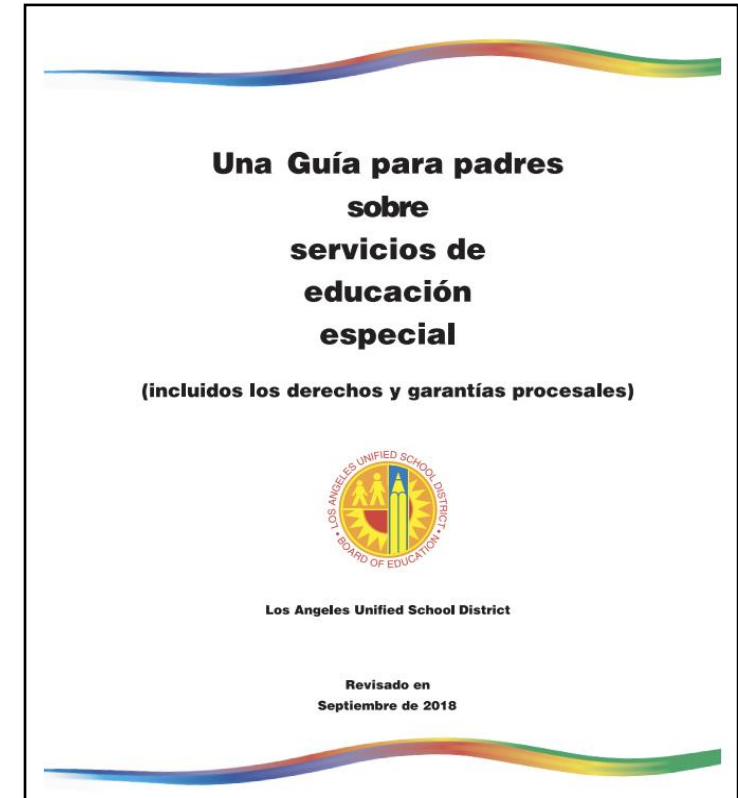 Una Guía para padres
sobre
servicios de
educación
especial
(incluidos los derechos y garantías procesales)
LOS ANGELES UNIFIED SCHOOL DISTRICT
• BOARD OF EDUCATION •
Los Angeles Unified School District
Revisado en
Septiembre de 2018